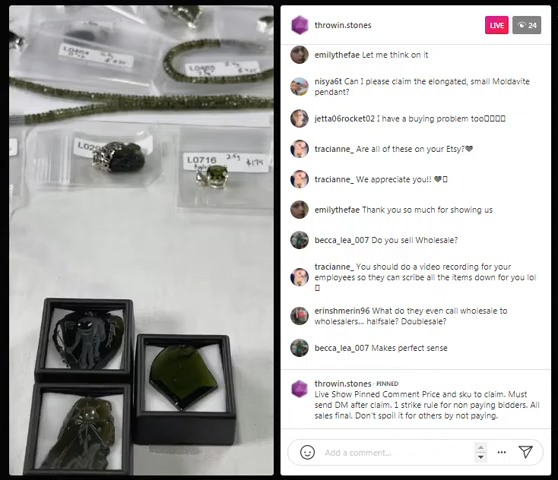 L0716
$175
throwin.stones
LIVE
24
emilythefae Let me think on it
nisya6t Can I please claim the elongated, small Moldavite
pendant?
jetta06rocket02 I have a buying problem too
tracianne_ Are all of these on your Etsy?🖤
tracianne_ We appreciate you!! 🖤
emilythefae Thank you so much for showing us
becca_lea_007 Do you sell Wholesale?
tracianne_ You should do a video recording for your
employees so they can scribe all the items down for you lol
erinshmerin96 What do they even call wholesale to
wholesalers... halfsale? Doublesale?
becca_lea_007 Makes perfect sense
throwin.stones · PINNED
Live Show Pinned Comment Price and sku to claim. Must
send DM after claim. 1 strike rule for non paying bidders. All
sales final. Don't spoil it for others by not paying.
Add a comment...